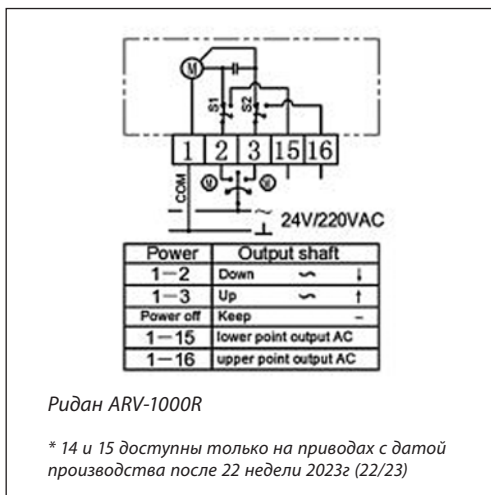 M
S1
S2
1 2 3 15 16
COM
M M
~ 24V/220VAC
Power Output shaft
1–2 Down ~ ↓
1–3 Up ~ ↑
Power off Keep –
1–15 lower point output AC
1–16 upper point output AC
Ридан ARV-1000R
* 14 и 15 доступны только на приводах с датой
производства после 22 недели 2023г (22/23)